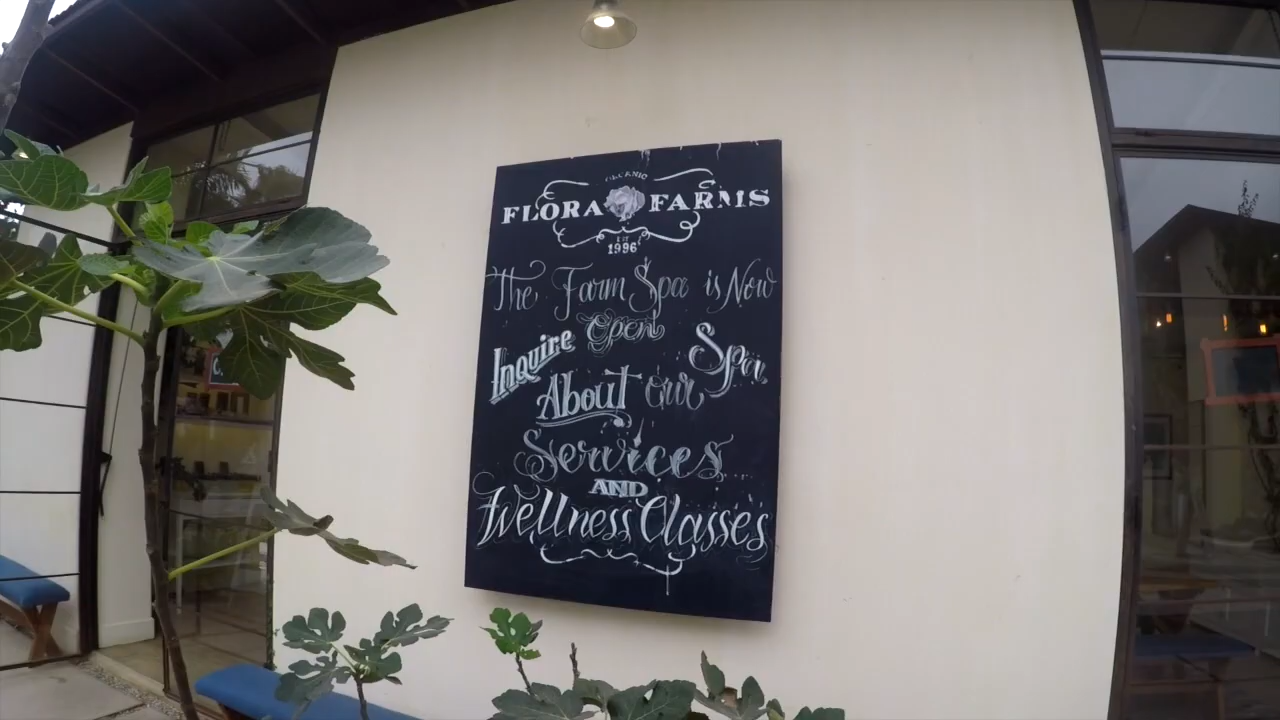 ORGANIC
FLORA FARMS
EST
1996
The Farm Spa is Now
Open
Inquire
About our Spa
Services
AND
Wellness Classes